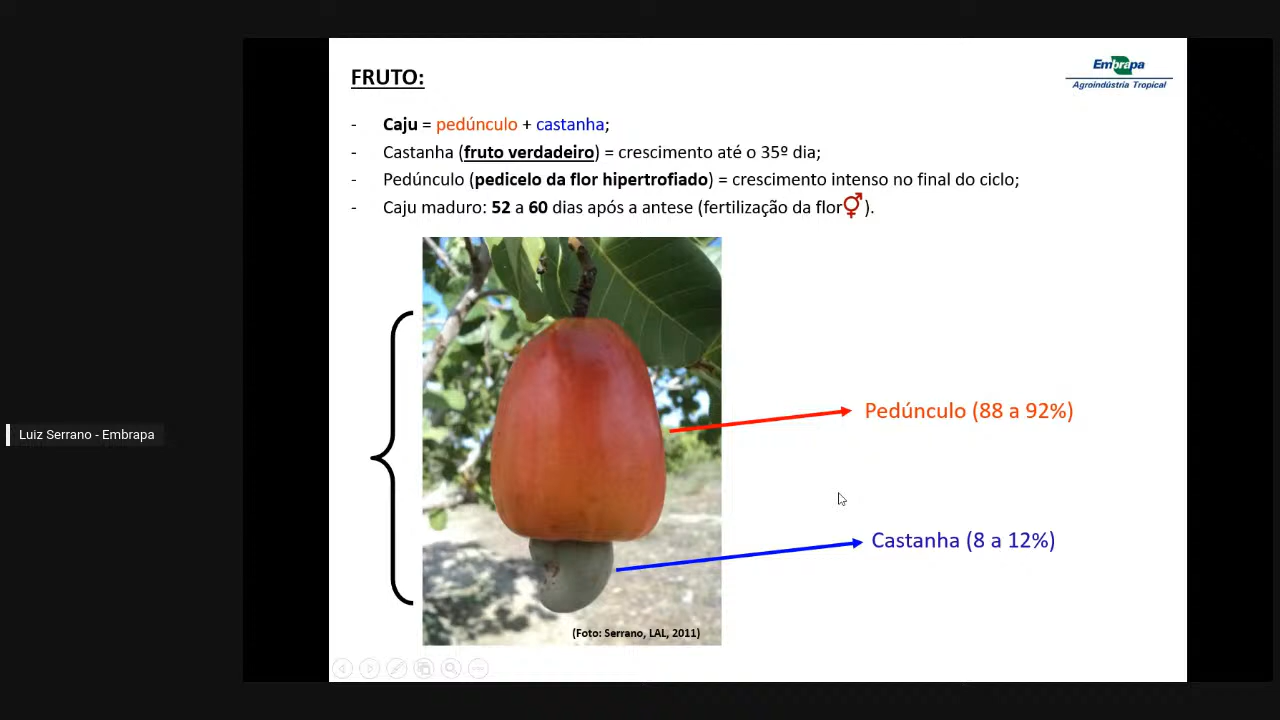 FRUTO:
Embrapa
Agroindústria Tropical
- Caju = pedúnculo + castanha;
- Castanha (fruto verdadeiro) = crescimento até o 35º dia;
- Pedúnculo (pedicelo da flor hipertrofiado) = crescimento intenso no final do ciclo;
- Caju maduro: 52 a 60 dias após a antese (fertilização da flor⚥).
Pedúnculo (88 a 92%)
Luiz Serrano - Embrapa
Castanha (8 a 12%)
(Foto: Serrano, LAL, 2011)